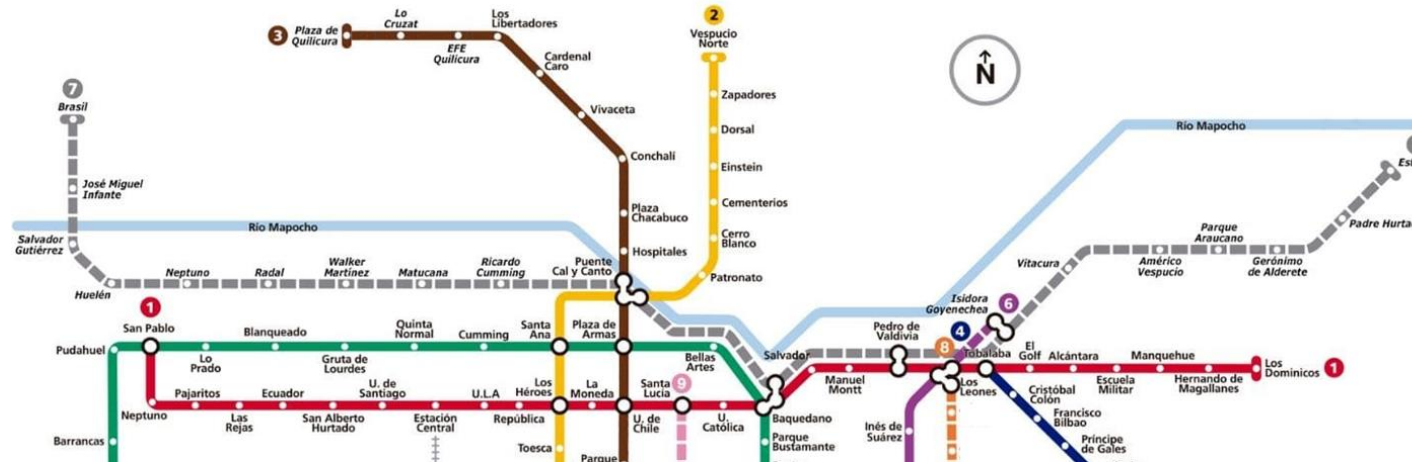 2
Vespucio
Norte
3
Plaza de
Quilicura
Lo
Cruzat
EFE
Quilicura
Los
Libertadores
Cardenal
Caro
Vivaceta
Conchalí
Plaza
Chacabuco
Hospitales
Puente
Cal y Canto
Zapadores
Dorsal
Einstein
Cementerios
Cerro
Blanco
Patronato
N
Río Mapocho
7
Brasil
José Miguel
Infante
Río Mapocho
Salvador
Gutiérrez
Huelén
Neptuno
Radal
Walker
Martínez
Matucana
Ricardo
Cumming
Padre Hurta
Parque
Araucano
Vitacura
Américo
Vespucio
Gerónimo
de Alderete
Isidora
Goyenechea
6
1
San Pablo
Pudahuel
Lo
Prado
Blanqueado
Gruta de
Lourdes
Quinta
Normal
Cumming
Santa
Ana
Plaza de
Armas
Bellas
Artes
Salvador
Pedro de
Valdivia
4
8
Tobalaba
El
Golf
Alcántara
Manquehue
Los
Dominicos
1
Manuel
Montt
Los
Leones
Escuela
Militar
Hernando de
Magallanes
Neptuno
Pajaritos
Las
Rejas
Ecuador
San Alberto
Hurtado
U. de
Santiago
Estación
Central
U.L.A
República
Los
Héroes
La
Moneda
U. de
Chile
Santa
Lucía
9
U.
Católica
Baquedano
Cristóbal
Colón
Francisco
Bilbao
Príncipe
de Gales
Inés de
Suárez
Barrancas
Toesca
Parque
Parque
Bustamante